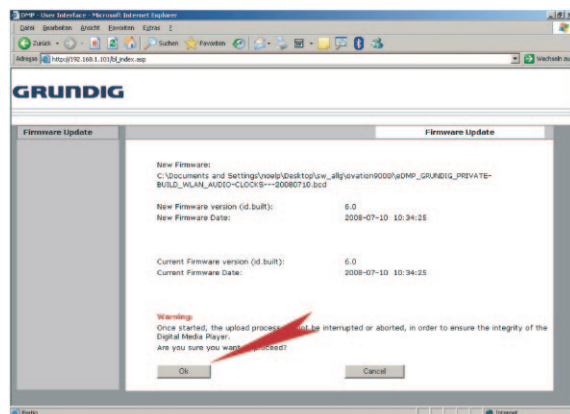 DMP - User Interface - Microsoft Internet Explorer
Datei Bearbeiten Ansicht Favoriten Extras ?
Zurück Suchen Favoriten
Adresse http://192.168.1.101/bl_index.asp Wechseln zu
GRUNDIG
Firmware Update
Firmware Update
New Firmware:
C:\Documents and Settings\noelp\Desktop\sw_allg\ovation9000\eDMP_GRUNDIG_PRIVATE-
BUILD_WLAN_AUDIO-CLOCKS---20080710.bcd
New Firmware version (id.built): 6.0
New Firmware Date: 2008-07-10 10:34:25
Current Firmware version (id.built): 6.0
Current Firmware Date: 2008-07-10 10:34:25
Warning:
Once started, the upload process be interrupted or aborted, in order to ensure the integrity of the
Digital Media Player.
Are you sure you want proceed?
Ok Cancel
Fertig Internet